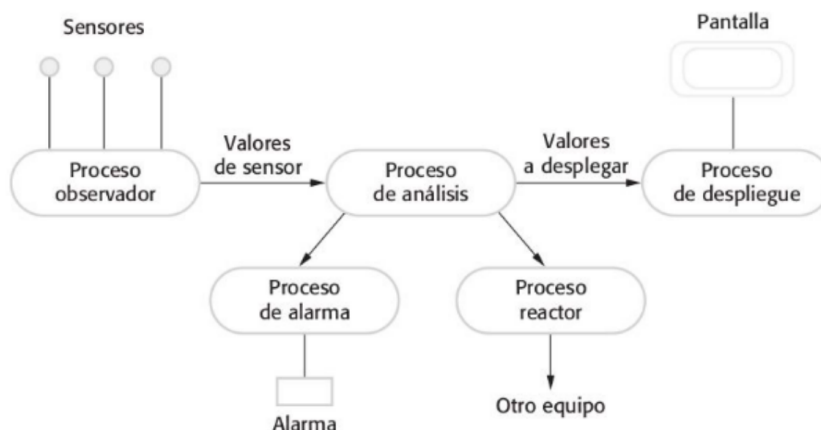 Sensores
Pantalla
Valores
de sensor
Valores
a desplegar
Proceso
observador
Proceso
de análisis
Proceso
de despliegue
Proceso
de alarma
Proceso
reactor
Alarma
Otro equipo